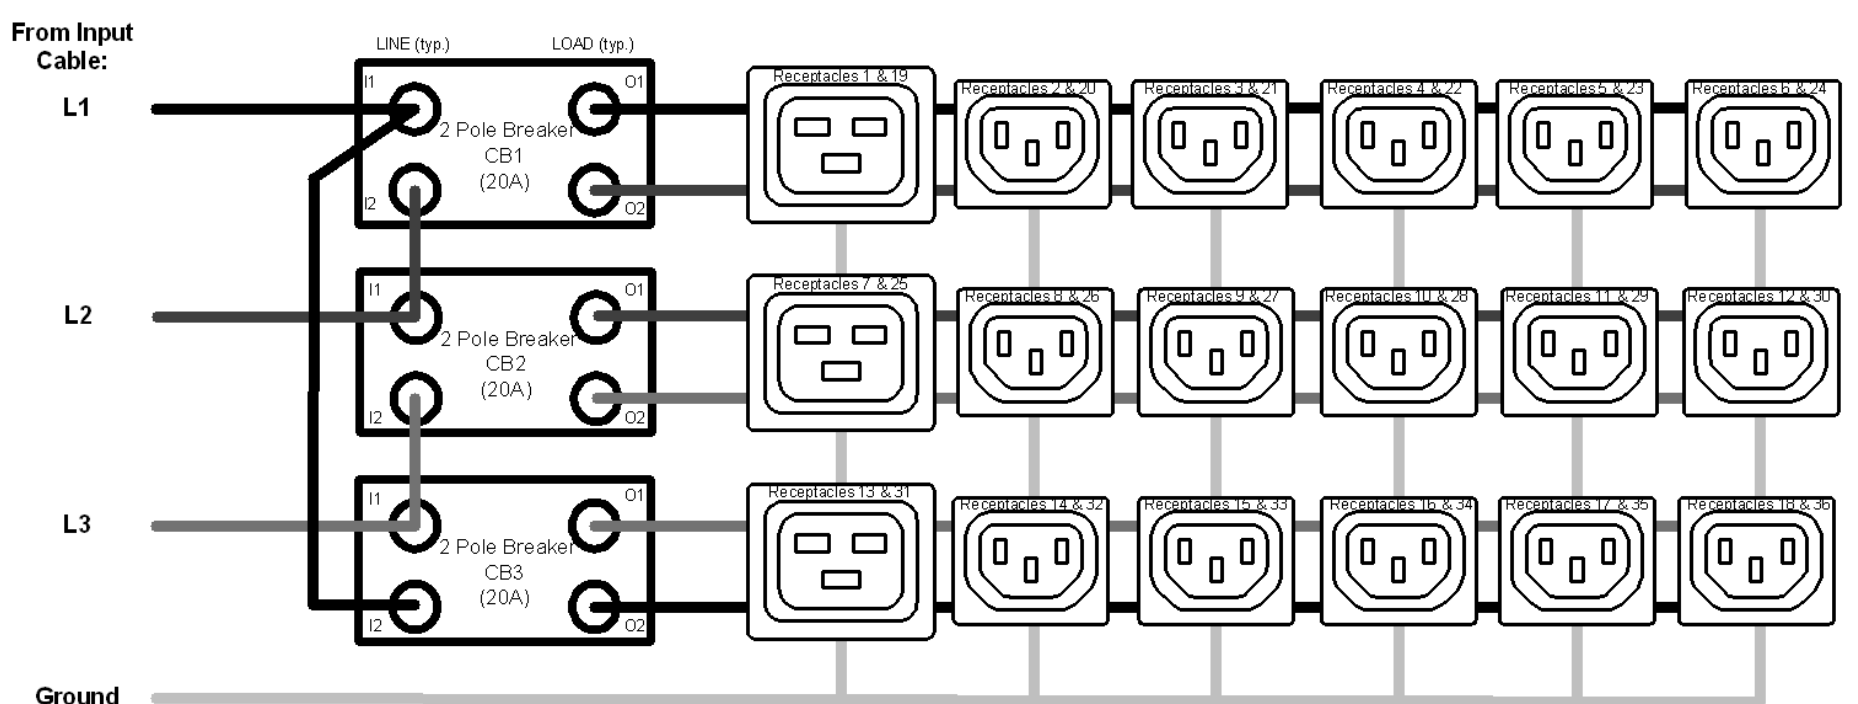 From Input
Cable:
LINE (typ.)
LOAD (typ.)
L1
I1
O1
2 Pole Breaker
CB1
(20A)
I2
O2
Receptacles 1 & 19
Receptacles 2 & 20
Receptacles 3 & 21
Receptacles 4 & 22
Receptacles 5 & 23
Receptacles 6 & 24
L2
I1
O1
2 Pole Breaker
CB2
(20A)
I2
O2
Receptacles 7 & 25
Receptacles 8 & 26
Receptacles 9 & 27
Receptacles 10 & 28
Receptacles 11 & 29
Receptacles 12 & 30
L3
I1
O1
2 Pole Breaker
CB3
(20A)
I2
O2
Receptacles 13 & 31
Receptacles 14 & 32
Receptacles 15 & 33
Receptacles 16 & 34
Receptacles 17 & 35
Receptacles 18 & 36
Ground